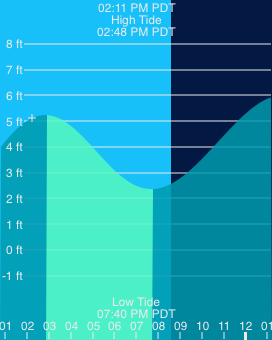 02:11 PM PDT
High Tide
02:48 PM PDT
8 ft
7 ft
6 ft
5 ft
4 ft
3 ft
2 ft
1 ft
0 ft
-1 ft
Low Tide
07:40 PM PDT
01 02 03 04 05 06 07 08 09 10 11 12 01